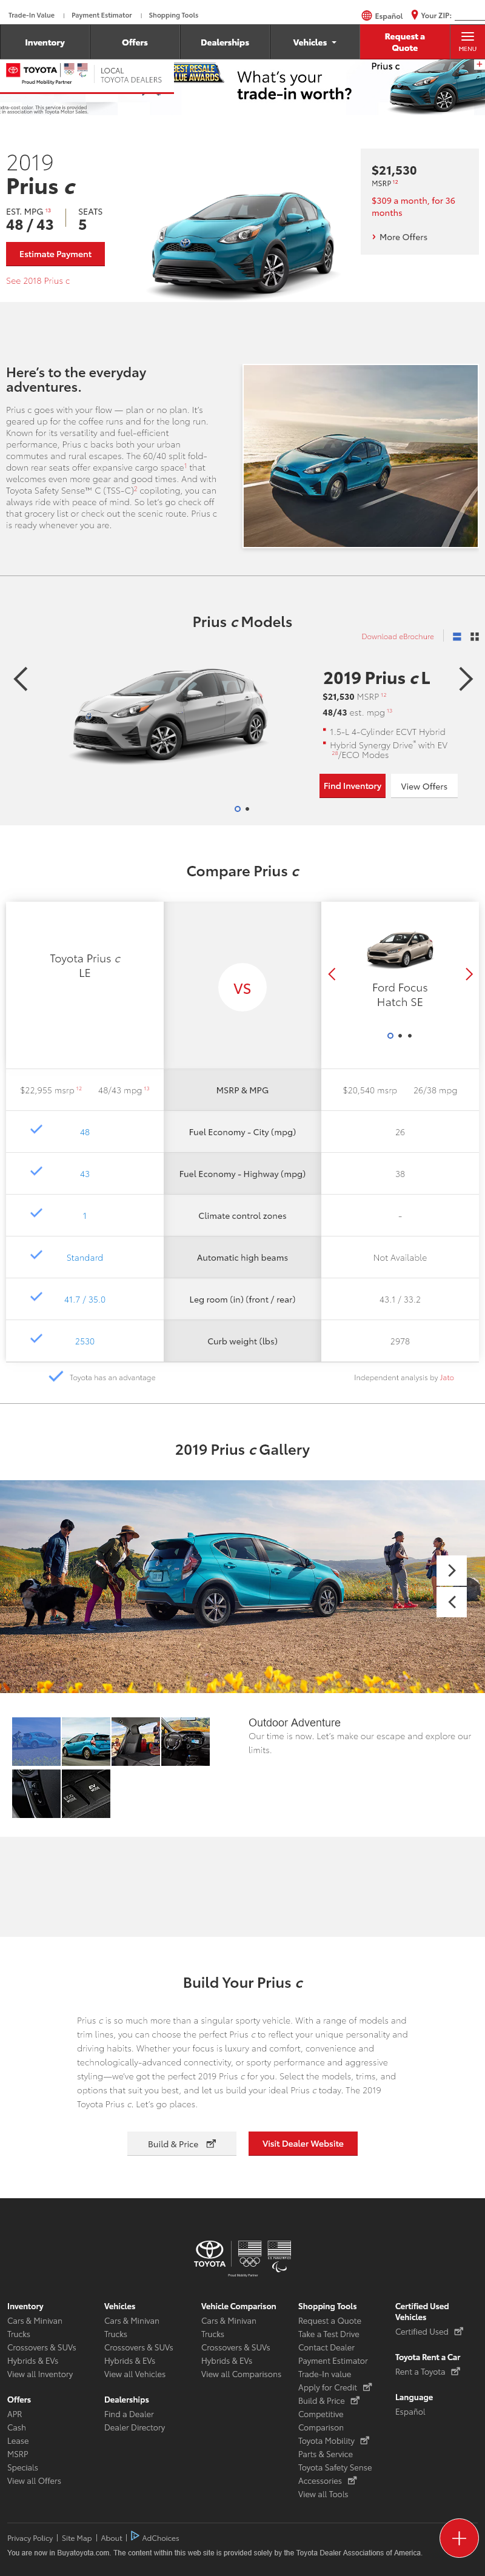 Trade-In Value | Payment Estimator | Shopping Tools
Español Your ZIP:
Inventory Offers Dealerships Vehicles Request a Quote MENU
TOYOTA LOCAL TOYOTA DEALERS
Proud Mobility Partner
BEST RESALE VALUE AWARDS
What's your
trade-in worth?
Prius c
extra-cost color. This service is provided
in association with Toyota Motor Sales.
2019
Prius c
EST. MPG 13 SEATS
48 / 43 5
Estimate Payment
See 2018 Prius c
$21,530
MSRP 12
$309 a month, for 36
months
More Offers
Here's to the everyday
adventures.
Prius c goes with your flow — plan or no plan. It's
geared up for the coffee runs and for the long run.
Known for its versatility and fuel-efficient
performance, Prius c backs both your urban
commutes and rural escapes. The 60/40 split fold-
down rear seats offer expansive cargo space1 that
welcomes even more gear and good times. And with
Toyota Safety Sense™ C (TSS-C)2 copiloting, you can
always ride with peace of mind. So let's go check off
that grocery list or check out the scenic route. Prius c
is ready whenever you are.
Prius c Models
Download eBrochure
2019 Prius c L
$21,530 MSRP 12
48/43 est. mpg 13
1.5-L 4-Cylinder ECVT Hybrid
Hybrid Synergy Drive® with EV
28/ECO Modes
Find Inventory View Offers
Compare Prius c
Toyota Prius c
LE
VS
Ford Focus
Hatch SE
$22,955 msrp 12 48/43 mpg 13 MSRP & MPG $20,540 msrp 26/38 mpg
48 Fuel Economy - City (mpg) 26
43 Fuel Economy - Highway (mpg) 38
1 Climate control zones -
Standard Automatic high beams Not Available
41.7 / 35.0 Leg room (in) (front / rear) 43.1 / 33.2
2530 Curb weight (lbs) 2978
Toyota has an advantage Independent analysis by Jato
2019 Prius c Gallery
Outdoor Adventure
Our time is now. Let's make our escape and explore our
limits.
ECO MODE EV MODE
Build Your Prius c
Prius c is so much more than a singular sporty vehicle. With a range of models and
trim lines, you can choose the perfect Prius c to reflect your unique personality and
driving habits. Whether your focus is luxury and comfort, convenience and
technologically-advanced connectivity, or sporty performance and aggressive
styling—we've got the perfect 2019 Prius c for you. Select the models, trims, and
options that suit you best, and let us build your ideal Prius c today. The 2019
Toyota Prius c. Let's go places.
Build & Price Visit Dealer Website
TOYOTA
Proud Mobility Partner
Inventory
Cars & Minivan
Trucks
Crossovers & SUVs
Hybrids & EVs
View all Inventory
Offers
APR
Cash
Lease
MSRP
Specials
View all Offers
Vehicles
Cars & Minivan
Trucks
Crossovers & SUVs
Hybrids & EVs
View all Vehicles
Dealerships
Find a Dealer
Dealer Directory
Vehicle Comparison
Cars & Minivan
Trucks
Crossovers & SUVs
Hybrids & EVs
View all Comparisons
Shopping Tools
Request a Quote
Take a Test Drive
Contact Dealer
Payment Estimator
Trade-In value
Apply for Credit
Build & Price
Competitive
Comparison
Toyota Mobility
Parts & Service
Toyota Safety Sense
Accessories
View all Tools
Certified Used
Vehicles
Certified Used
Toyota Rent a Car
Rent a Toyota
Language
Español
Privacy Policy | Site Map | About | AdChoices
You are now in Buyatoyota.com. The content within this web site is provided solely by the Toyota Dealer Associations of America.